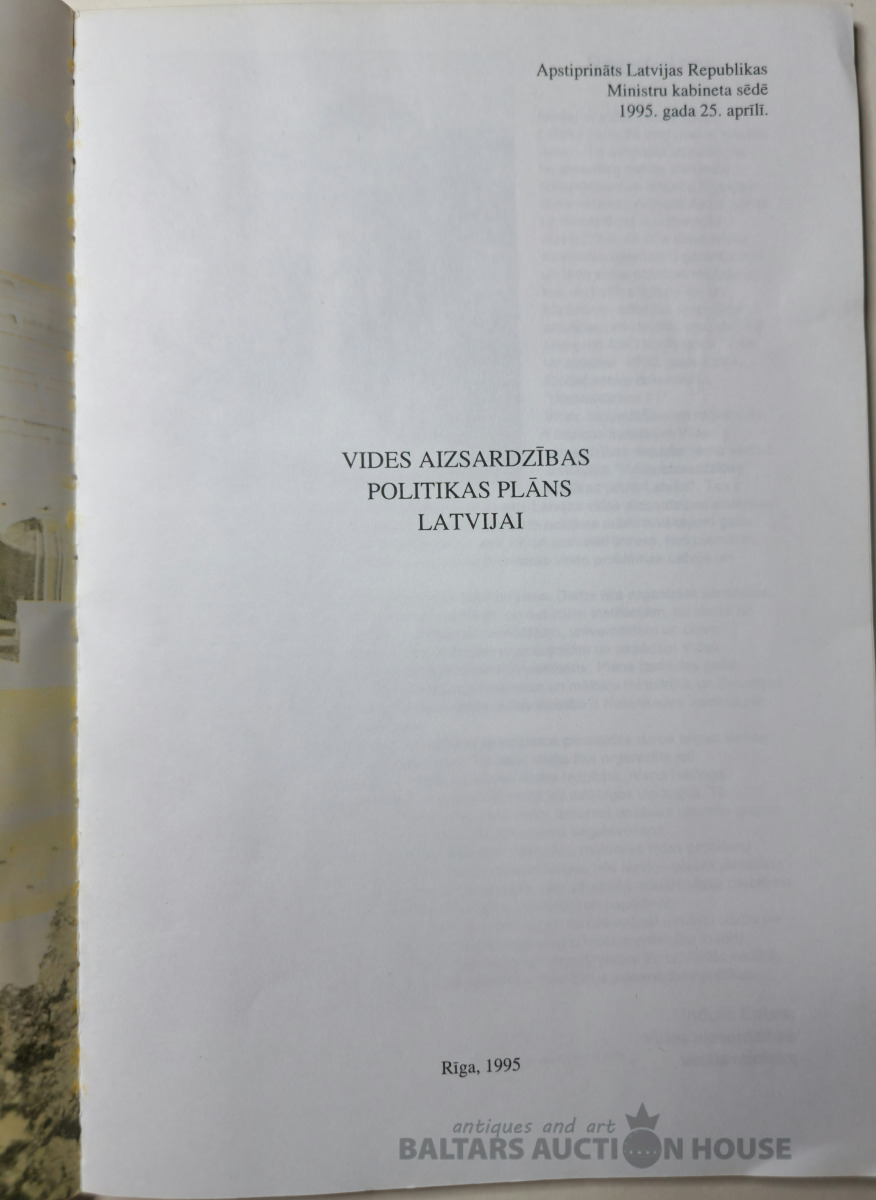 Apstiprināts Latvijas Republikas
Ministru kabineta sēdē
1995. gada 25. aprīlī.
VIDES AIZSARDZĪBAS
POLITIKAS PLĀNS
LATVIJAI
Rīga, 1995
antiques and art
BALTARS AUCTION HOUSE